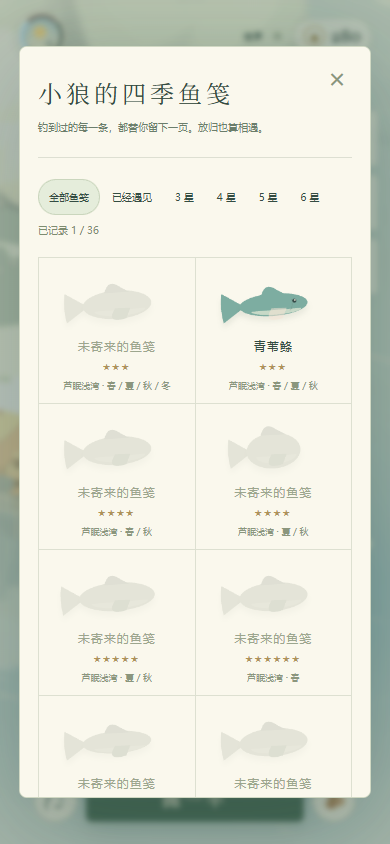 小狼的四季鱼笺
钓到过的每一条，都替你留下一页。放归也算相遇。
全部鱼笺 已经遇见 3 星 4 星 5 星 6 星
已记录 1 / 36
未寄来的鱼笺 青苇鲦
★★★ ★★★
芦眠浅湾 · 春 / 夏 / 秋 / 冬 芦眠浅湾 · 春 / 夏 / 秋
未寄来的鱼笺 未寄来的鱼笺
★★★★ ★★★★
芦眠浅湾 · 春 / 秋 芦眠浅湾 · 夏 / 秋
未寄来的鱼笺 未寄来的鱼笺
★★★★★ ★★★★★★
芦眠浅湾 · 夏 / 秋 芦眠浅湾 · 春
未寄来的鱼笺 未寄来的鱼笺